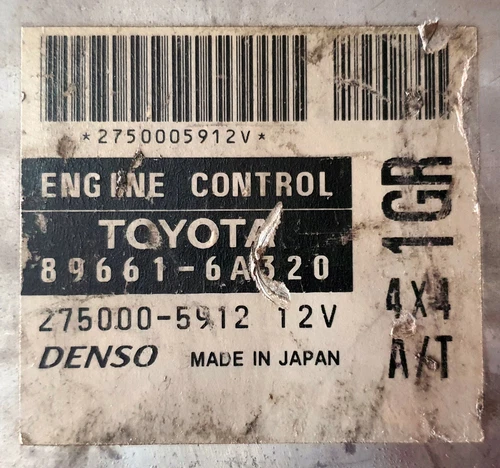 *2750005912V*
ENGINE CONTROL
TOYOTA
89661-6A320
275000-5912 12V
DENSO MADE IN JAPAN
1GR
4X4
A/T